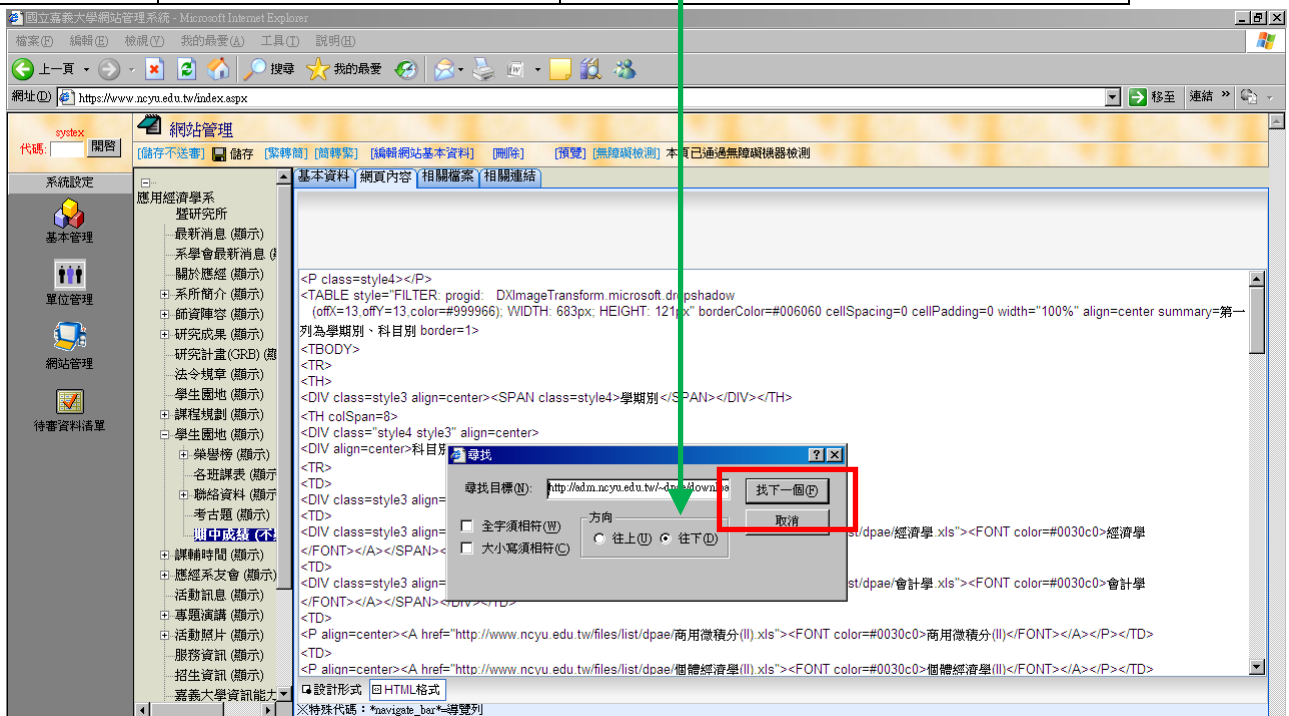 國立嘉義大學網站管理系統 - Microsoft Internet Explorer
檔案(F) 編輯(E) 檢視(V) 我的最愛(A) 工具(T) 說明(H)
上一頁 搜尋 我的最愛
網址(D) https://www.ncyu.edu.tw/index.aspx 移至 連結 »
systex
代碼: 開啓
網站管理
[儲存不送審] 儲存 [繁轉簡] [簡轉繁] [編輯網站基本資料] [刪除] [預覽] [無障礙檢測] 本頁已通過無障礙機器檢測
系統設定
基本管理
單位管理
網站管理
待審資料清單
應用經濟學系
暨研究所
最新消息 (顯示)
系學會最新消息 (
關於應經 (顯示)
系所簡介 (顯示)
師資陣容 (顯示)
研究成果 (顯示)
研究計畫(GRB) (顯
法令規章 (顯示)
學生園地 (顯示)
課程規劃 (顯示)
學生園地 (顯示)
榮譽榜 (顯示)
各班課表 (顯示
聯絡資料 (顯示
考古題 (顯示)
期中成績 (不
課輔時間 (顯示)
應經系友會 (顯示)
活動訊息 (顯示)
專題演講 (顯示)
活動照片 (顯示)
服務資訊 (顯示)
招生資訊 (顯示)
嘉義大學資訊能力
基本資料 網頁內容 相關檔案 相關連結
<P class=style4></P>
<TABLE style="FILTER: progid: DXImageTransform.microsoft.dropshadow
(offX=13,offY=13,color=#999966); WIDTH: 683px; HEIGHT: 121px" borderColor=#006060 cellSpacing=0 cellPadding=0 width="100%" align=center summary=第一
列為學期別、科目別 border=1>
<TBODY>
<TR>
<TH>
<DIV class=style3 align=center><SPAN class=style4>學期別</SPAN></DIV></TH>
<TH colSpan=8>
<DIV class="style4 style3" align=center>
<DIV align=center>科目別
<TR>
<TD>
<DIV class=style3 align=
<TD>
<DIV class=style3 align= st/dpae/經濟學.xls"><FONT color=#0030c0>經濟學
</FONT></A></SPAN><
<TD>
<DIV class=style3 align= st/dpae/會計學.xls"><FONT color=#0030c0>會計學
</FONT></A></SPAN></DIV></TD>
<TD>
<P align=center><A href="http://www.ncyu.edu.tw/files/list/dpae/商用微積分(II).xls"><FONT color=#0030c0>商用微積分(II)</FONT></A></P></TD>
<TD>
<P align=center><A href="http://www.ncyu.edu.tw/files/list/dpae/個體經濟學(II).xls"><FONT color=#0030c0>個體經濟學(II)</FONT></A></P></TD>
尋找
尋找目標(N): 找下一個(F)
全字須相符(W) 方向 取消
大小寫須相符(C) 往上(U) 往下(D)
設計形式 HTML格式
※特殊代碼：*navigate_bar*=導覽列